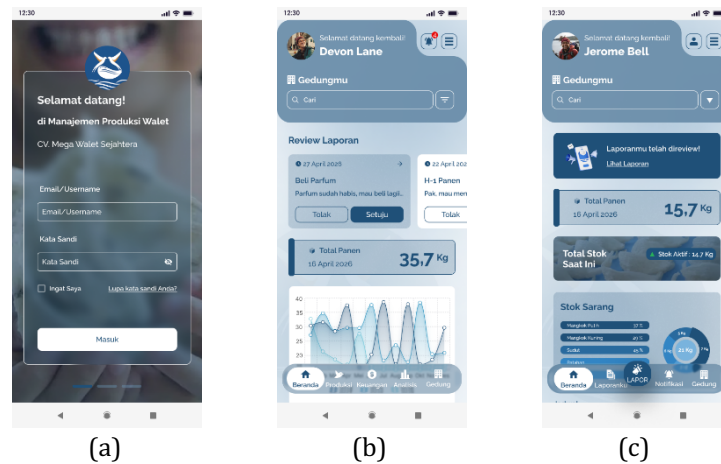 12:30
Selamat datang!
di Manajemen Produksi Walet
CV. Mega Walet Sejahtera
Email/Username
Email/Username
Kata Sandi
Kata Sandi
Ingat Saya
Lupa kata sandi Anda?
Masuk
(a)
12:30
Selamat datang kembali!
Devon Lane
Gedungmu
Cari
Review Laporan
27 April 2026
Beli Parfum
Parfum sudah habis, mau beli lagi..
Tolak
Setuju
22 April 202
H-1 Panen
Pak, mau men
Tolak
Total Panen
16 April 2026
35,7 Kg
40
35
30
25
20
Beranda
Produksi
Keuangan
Analisis
Gedung
(b)
12:30
Selamat datang kembali!
Jerome Bell
Gedungmu
Cari
Laporanmu telah direview!
Lihat Laporan
Total Panen
16 April 2026
15,7 Kg
Total Stok
Saat Ini
Stok Aktif : 14,7 Kg
Stok Sarang
Mangkok Putih
Mangkok Kuning
Sudut
21 Kg
Beranda
Laporanku
LAPOR
Notifikasi
Gedung
(c)